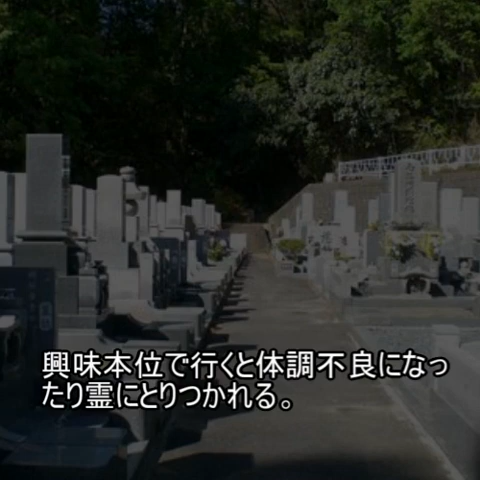 興味本位で行くと体調不良になっ
たり霊にとりつかれる。